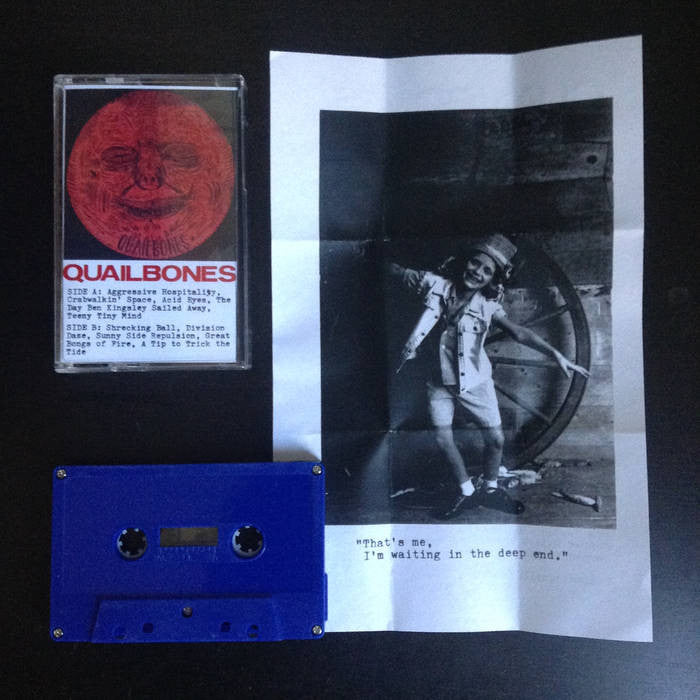 QUAILBONES
QUAILBONES
SIDE A: Aggressive Hospitality,
Crabwalkin' Space, Acid Eyes, The
Day Ben Kingsley Sailed Away,
Teeny Tiny Mind
SIDE B: Shrecking Ball, Division
Daze, Sunny Side Repulsion, Great
Bongs of Fire, A Tip to Trick the
Tide
"That's me,
I'm waiting in the deep end."